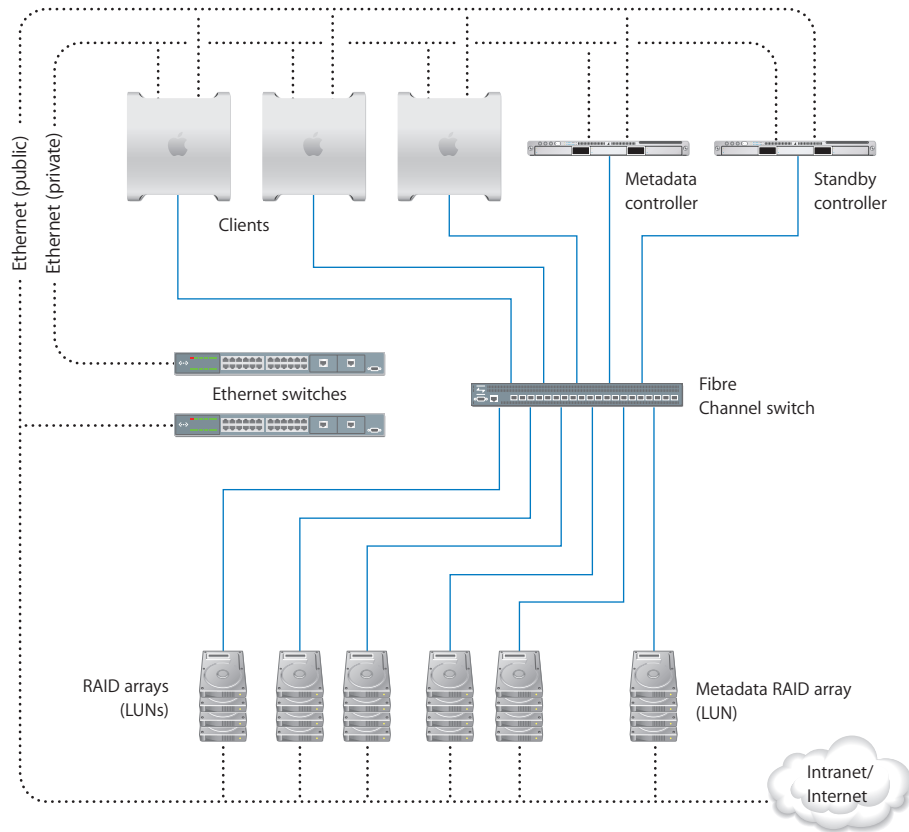 Ethernet (public)
Ethernet (private)
Clients
Metadata
controller
Standby
controller
Ethernet switches
Fibre
Channel switch
RAID arrays
(LUNs)
Metadata RAID array
(LUN)
Intranet/
Internet